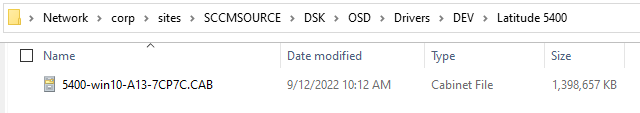 Network > corp > sites > SCCMSOURCE > DSK > OSD > Drivers > DEV > Latitude 5400
Name Date modified Type Size
5400-win10-A13-7CP7C.CAB 9/12/2022 10:12 AM Cabinet File 1,398,657 KB